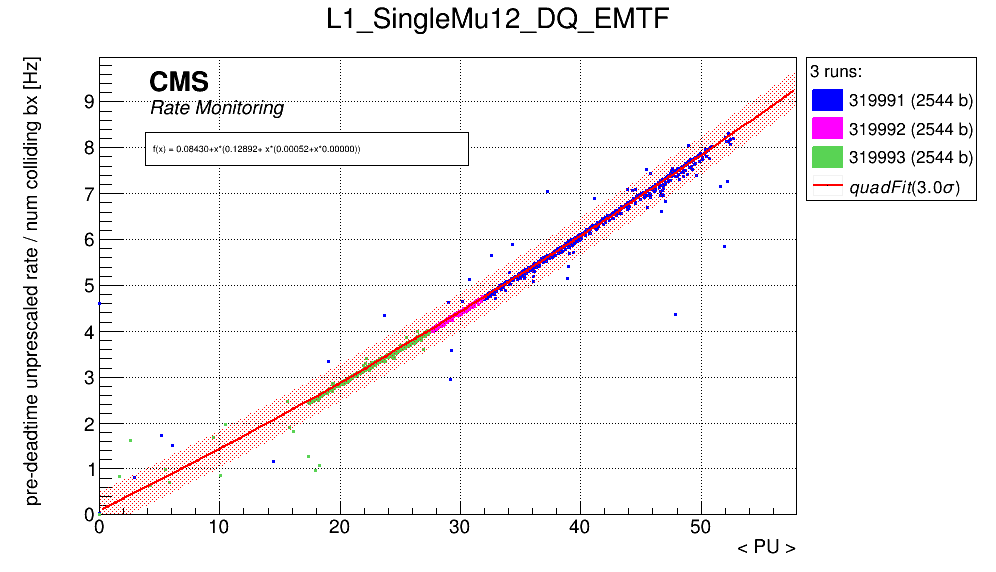 L1_SingleMu12_DQ_EMTF
pre-deadtime unprescaled rate / num colliding bx [Hz]
CMS
Rate Monitoring
f(x) = 0.08430+x*(0.12892+ x*(0.00052+x*0.00000))
9
8
7
6
5
4
3
2
1
0
0 10 20 30 40 50
< PU >
3 runs:
319991 (2544 b)
319992 (2544 b)
319993 (2544 b)
quadFit(3.0σ)